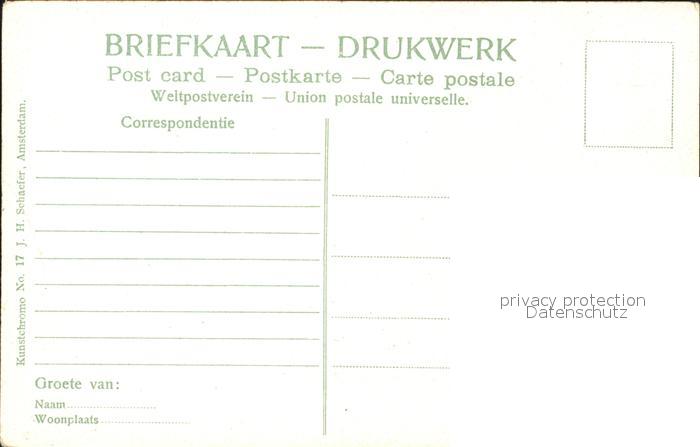 BRIEFKAART — DRUKWERK
Post card — Postkarte — Carte postale
Weltpostverein — Union postale universelle.
Correspondentie
Kunstchromo No. 17 J. H. Schaefer, Amsterdam.
privacy protection
Datenschutz
Groete van:
Naam
Woonplaats